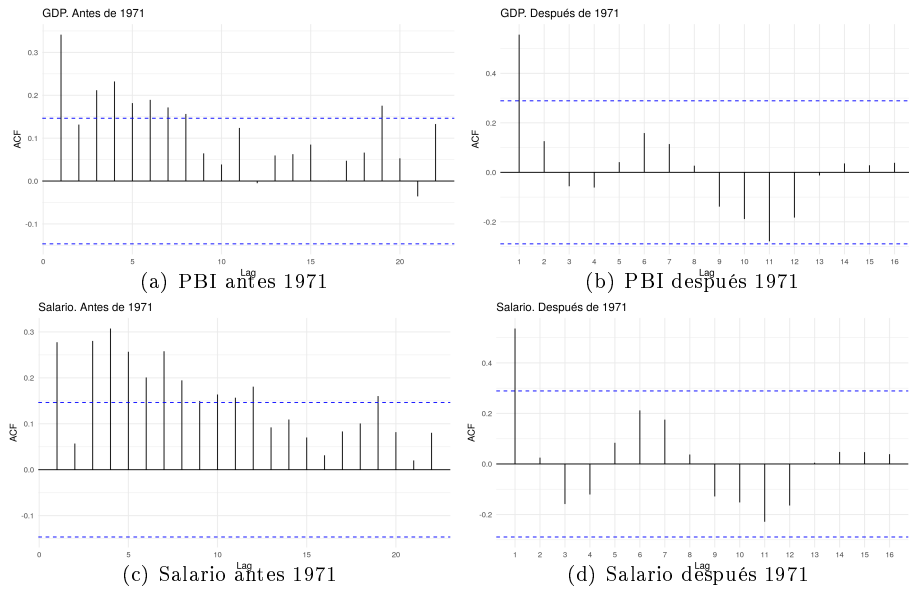 GDP. Antes de 1971
ACF
0.3
0.2
0.1
0.0
-0.1
0 5 10 15 20
Lag
(a) PBI antes 1971
GDP. Después de 1971
ACF
0.4
0.2
0.0
-0.2
1 2 3 4 5 6 7 8 9 10 11 12 13 14 15 16
Lag
(b) PBI después 1971
Salario. Antes de 1971
ACF
0.3
0.2
0.1
0.0
-0.1
0 5 10 15 20
Lag
(c) Salario antes 1971
Salario. Después de 1971
ACF
0.4
0.2
0.0
-0.2
1 2 3 4 5 6 7 8 9 10 11 12 13 14 15 16
Lag
(d) Salario después 1971